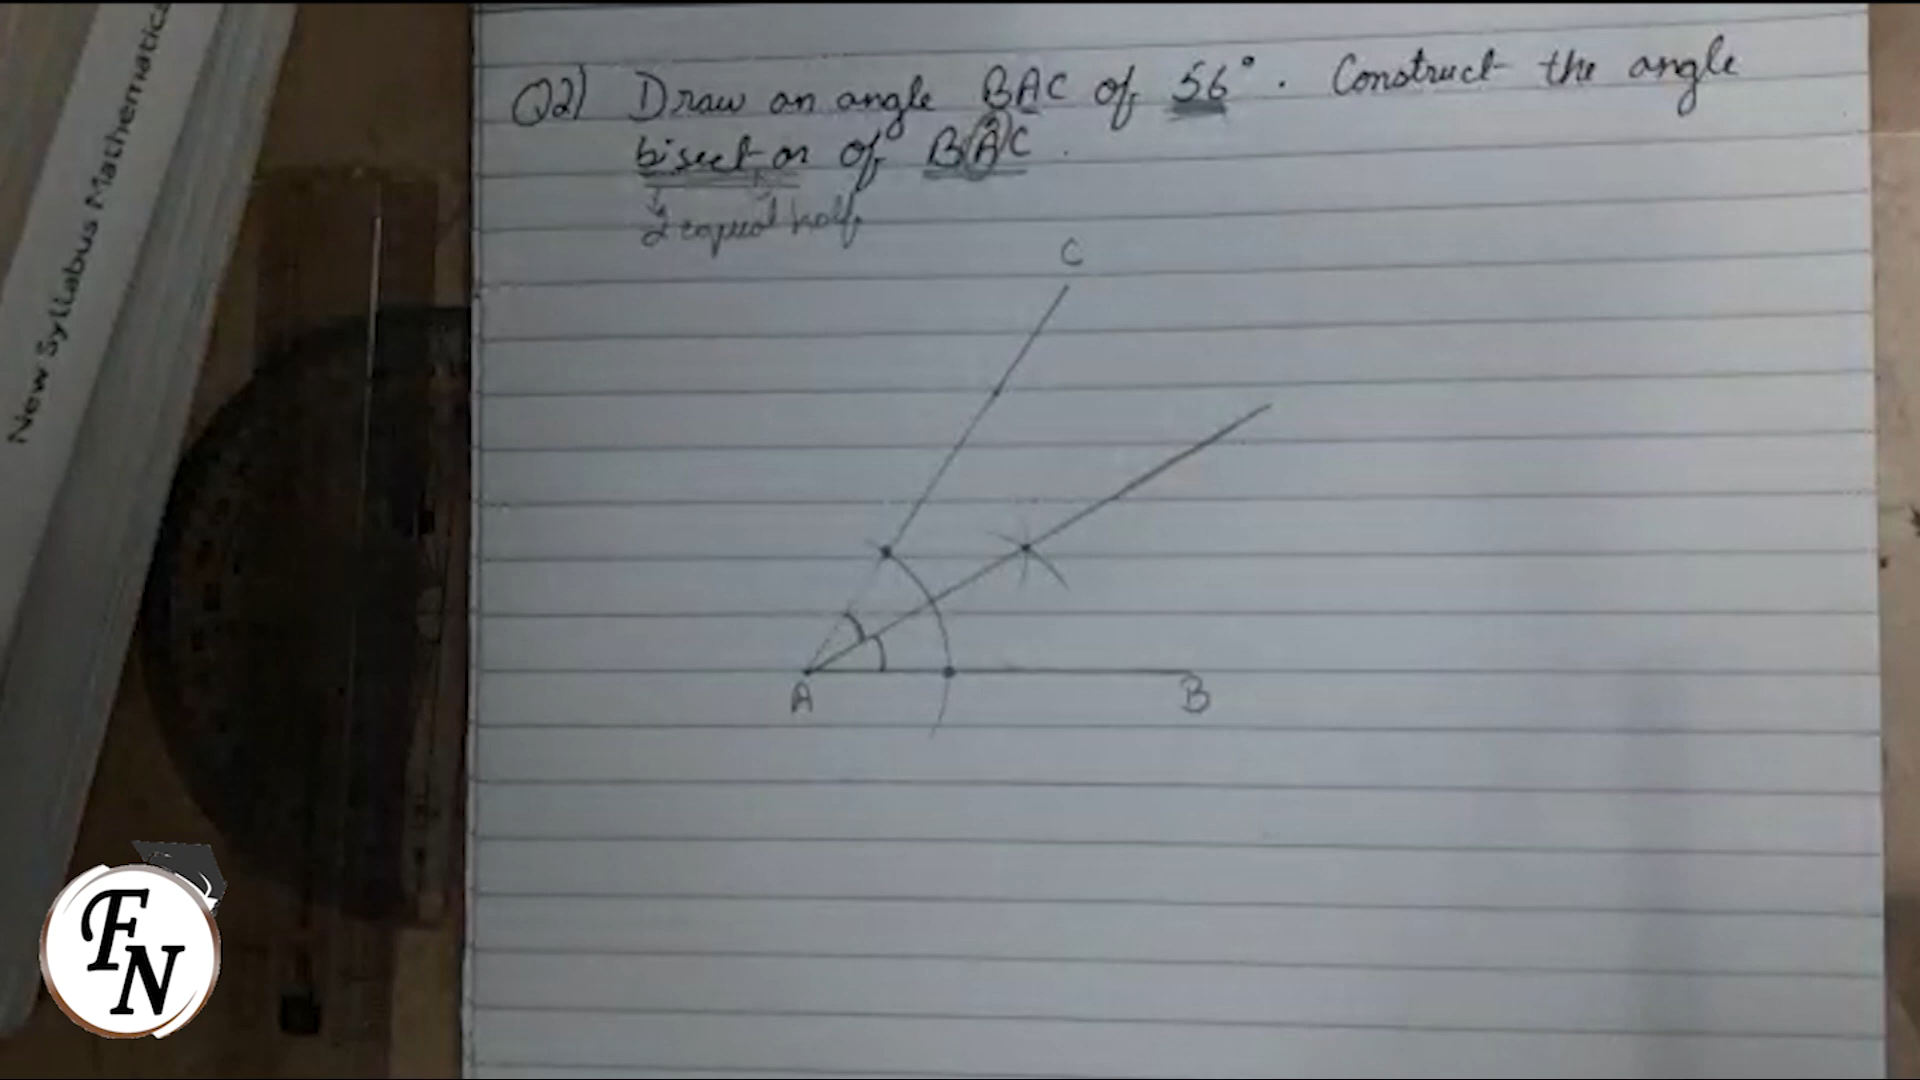 New Syllabus Mathematics
Q2) Draw an angle BAC of 56°. Construct the angle
bisector of BÂC.
2 equal half
C
A
B
FN